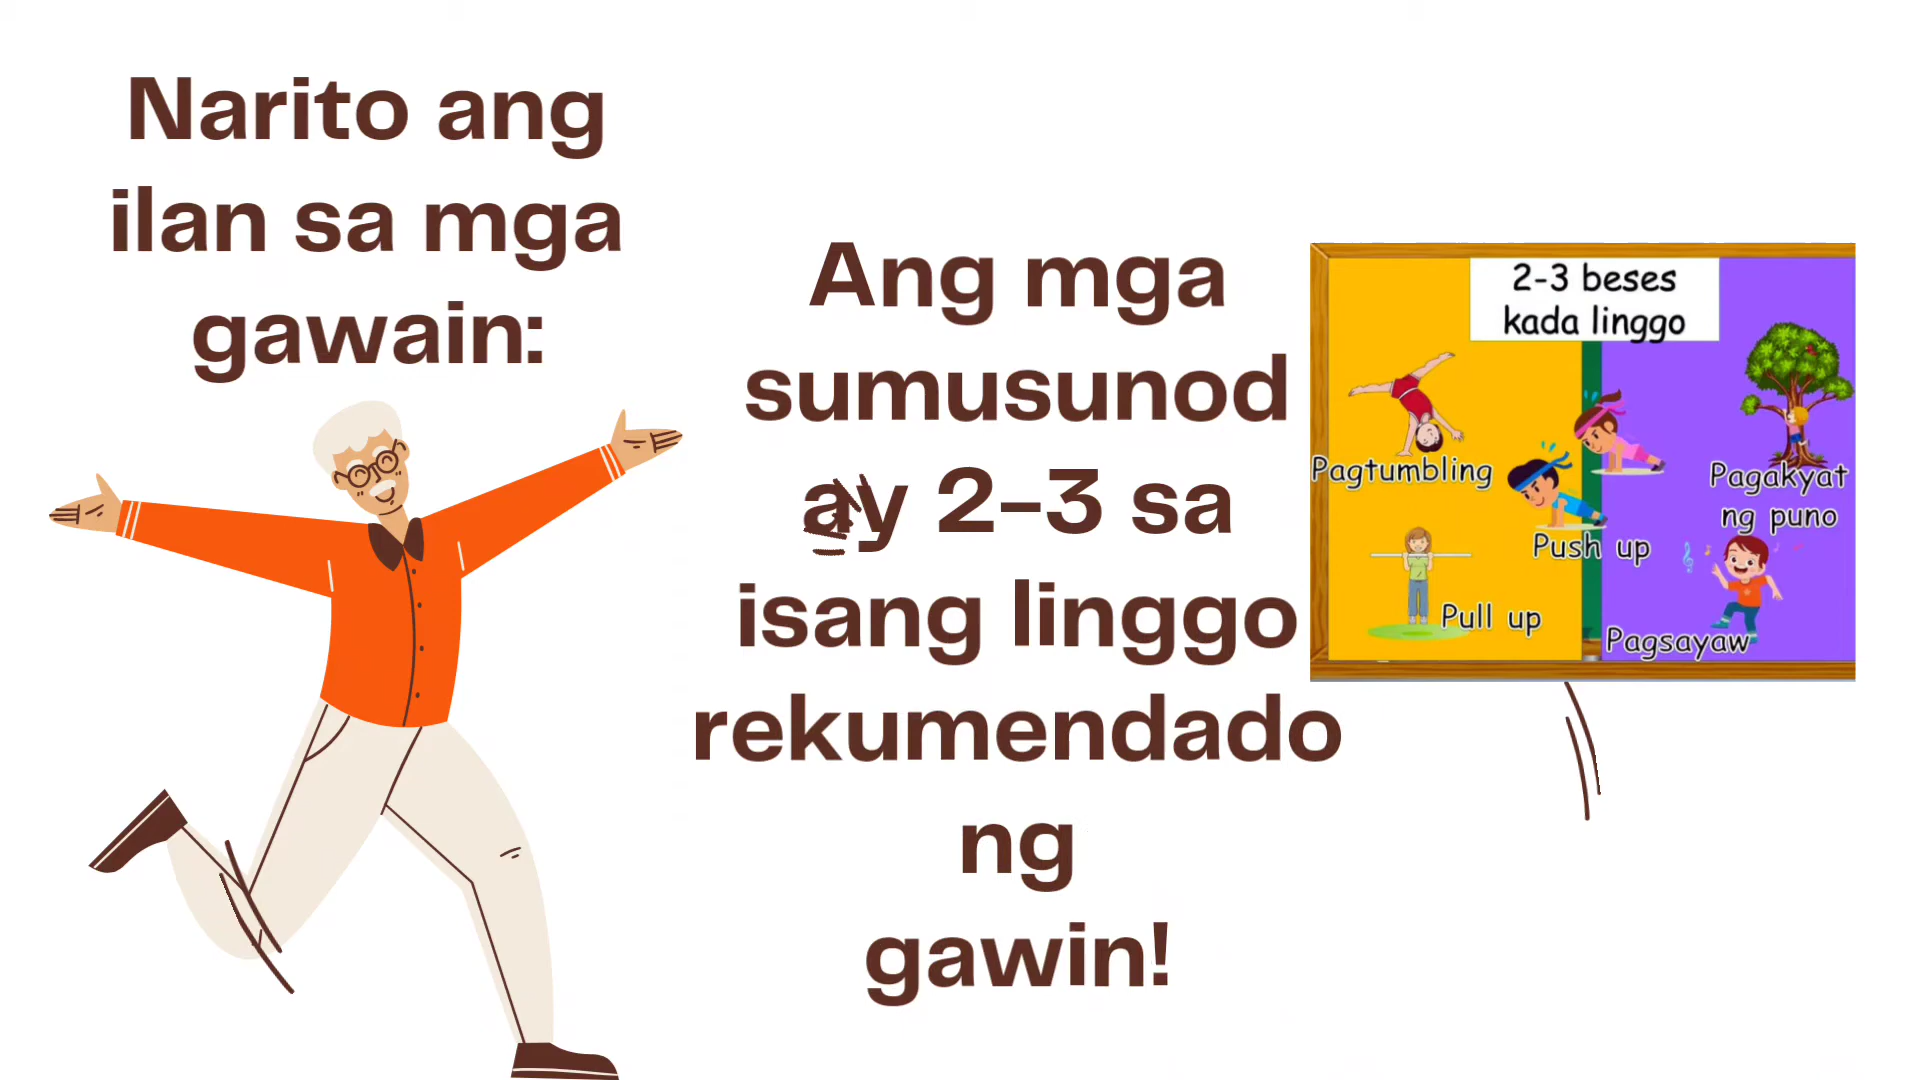 Narito ang
ilan sa mga
gawain:
Ang mga
sumusunod
ay 2-3 sa
isang linggo
rekumendado
ng
gawin!
2-3 beses
kada linggo
Pagtumbling
Pagakyat
ng puno
Push up
Pull up
Pagsayaw